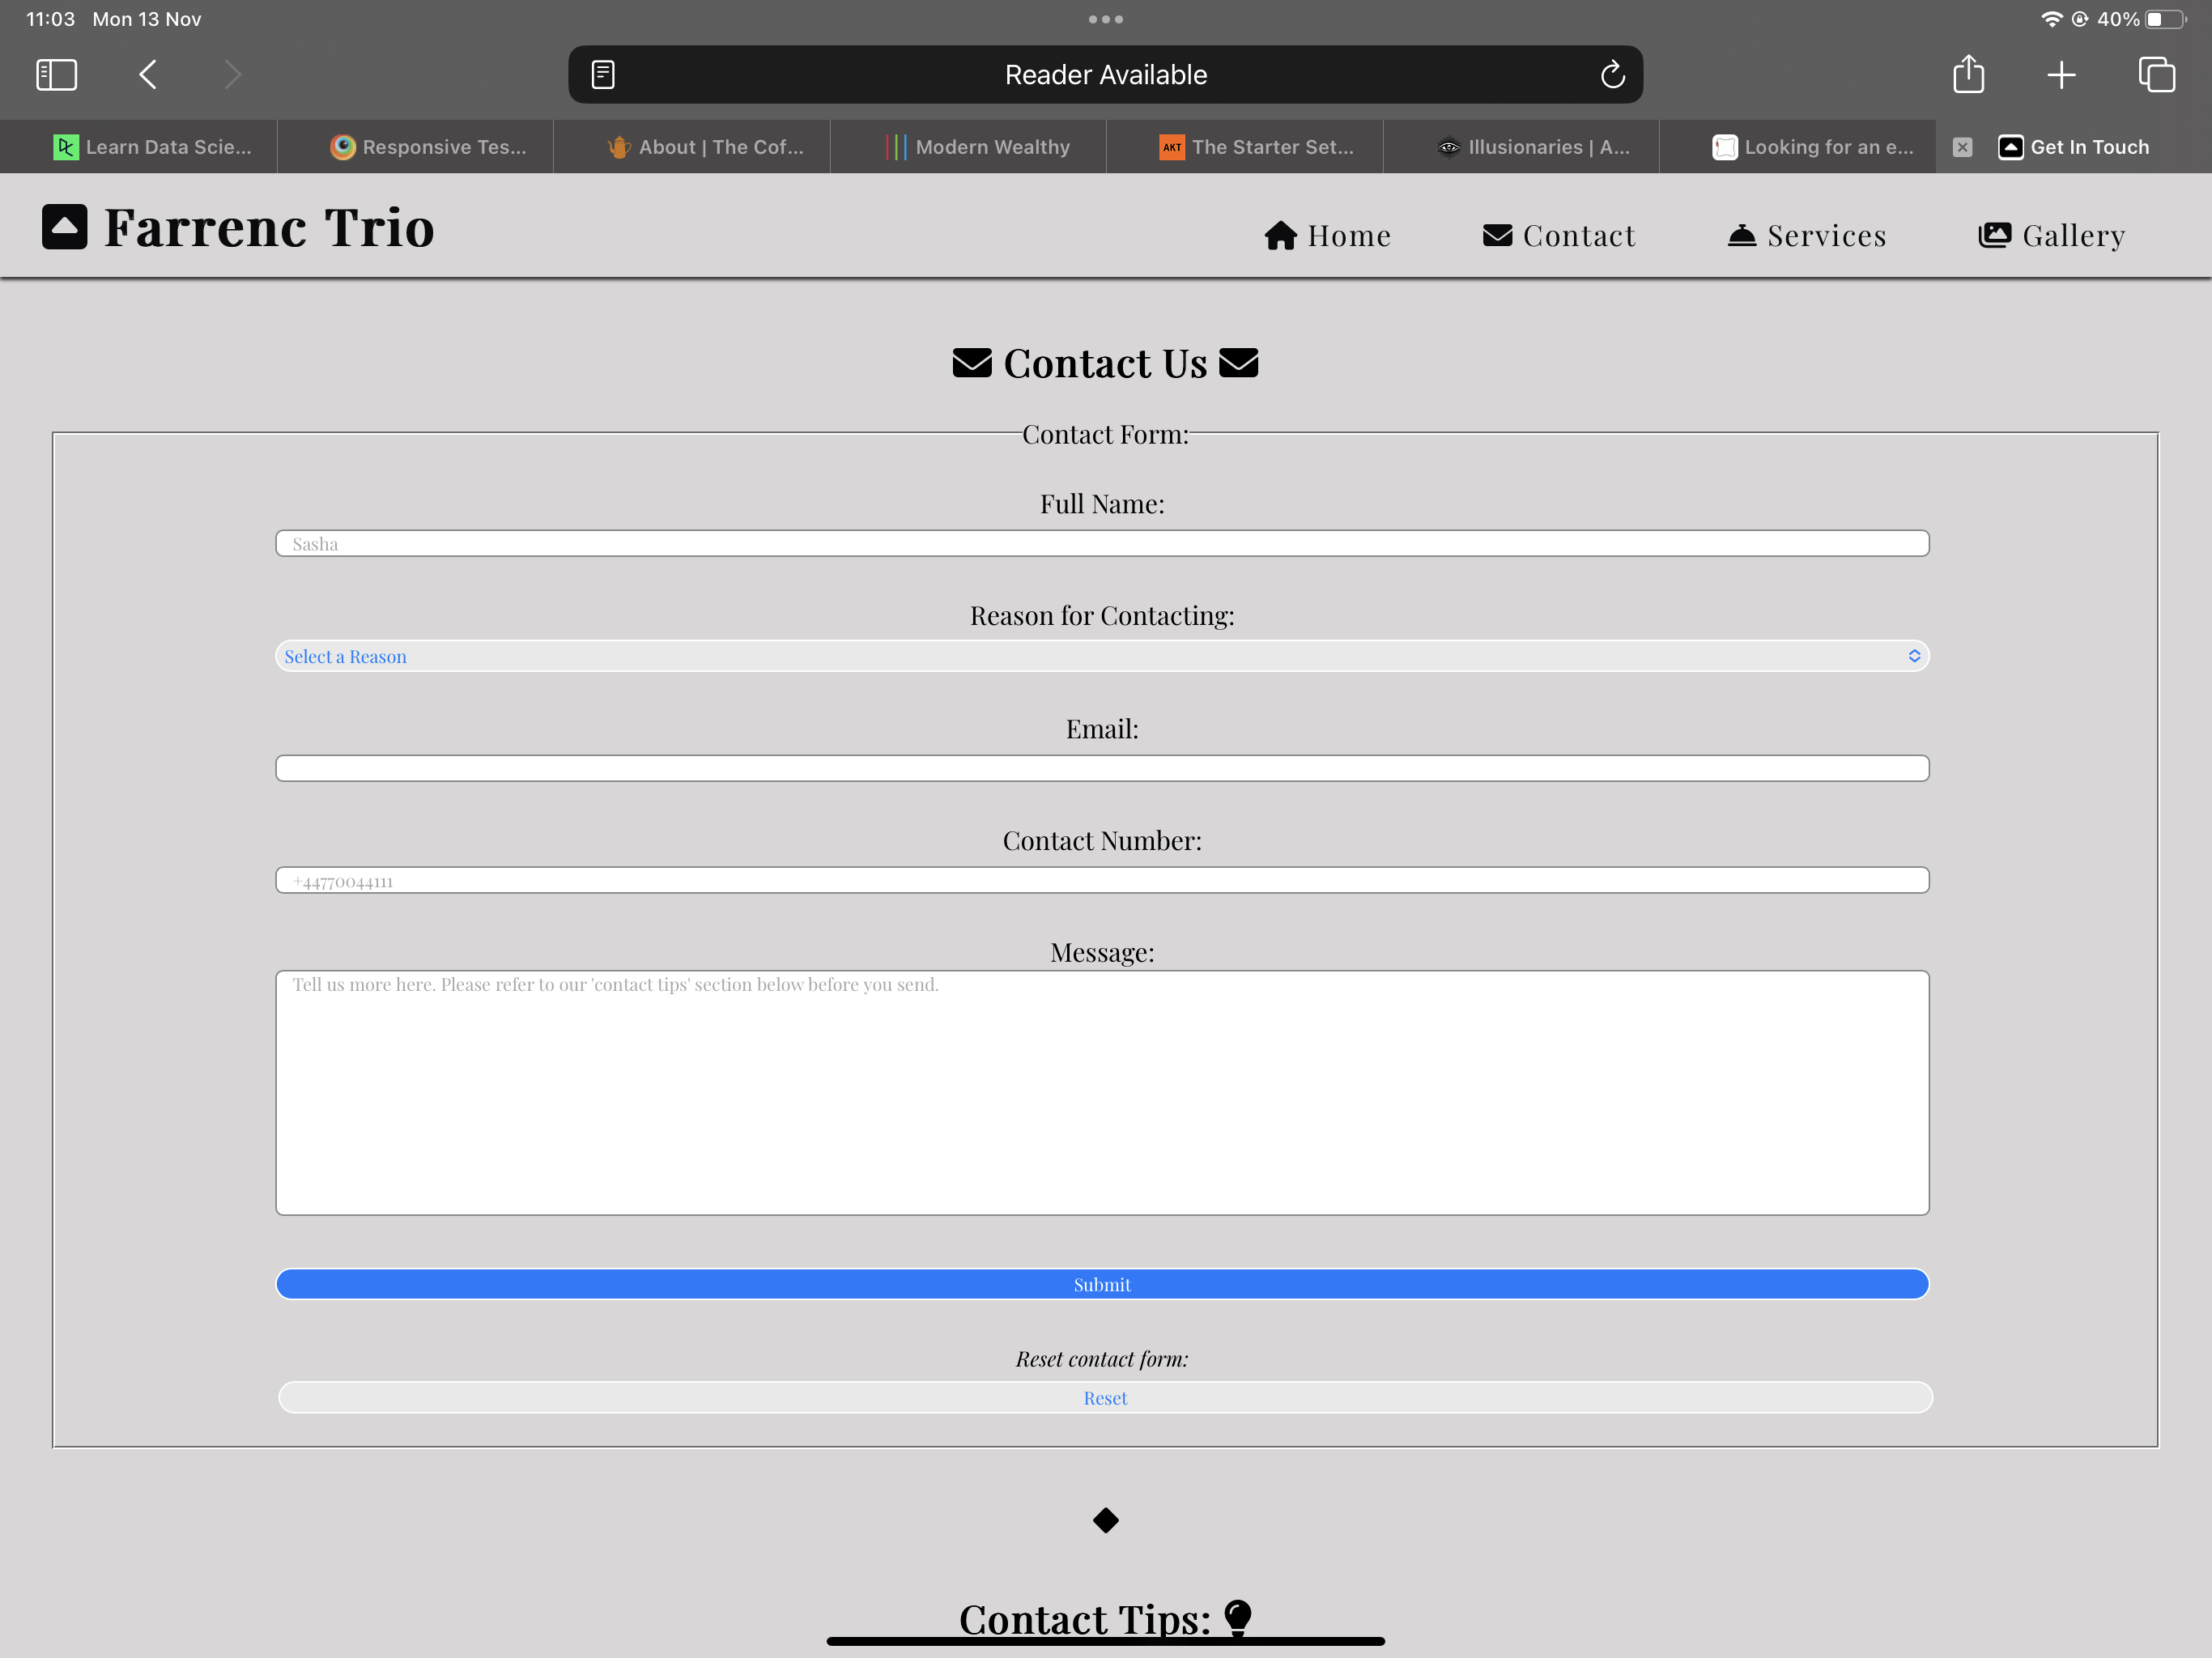 11:03 Mon 13 Nov
40%
Reader Available
Learn Data Scie...
Responsive Tes...
About | The Cof...
Modern Wealthy
AKT The Starter Set...
Illusionaries | A...
Looking for an e...
Get In Touch
Farrenc Trio
Home
Contact
Services
Gallery
Contact Us
Contact Form:
Full Name:
Sasha
Reason for Contacting:
Select a Reason
Email:
Contact Number:
+44770044111
Message:
Tell us more here. Please refer to our 'contact tips' section below before you send.
Submit
Reset contact form:
Reset
Contact Tips: